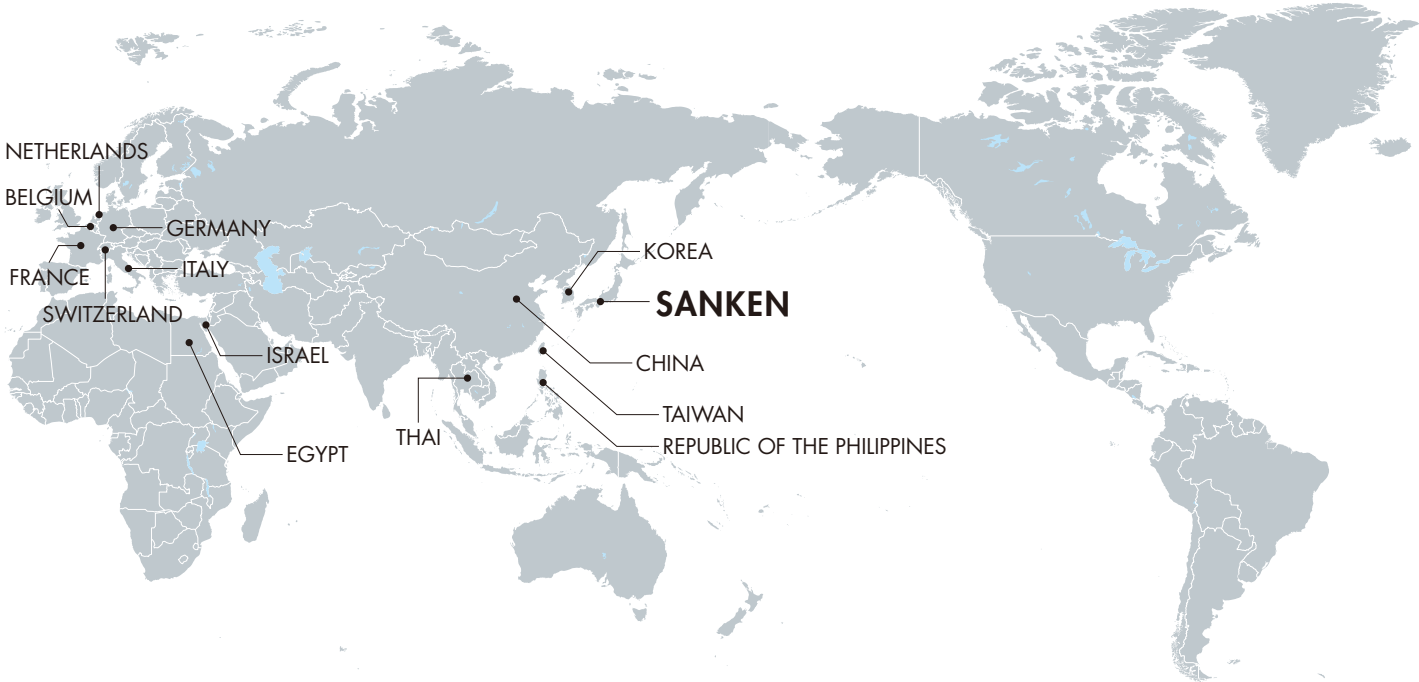 NETHERLANDS
BELGIUM
GERMANY
FRANCE
ITALY
SWITZERLAND
ISRAEL
EGYPT
KOREA
SANKEN
CHINA
THAI
TAIWAN
REPUBLIC OF THE PHILIPPINES